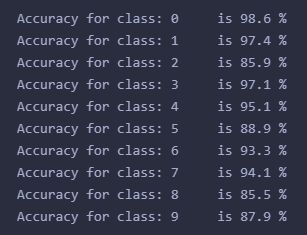 Accuracy for class: 0     is 98.6 %
Accuracy for class: 1     is 97.4 %
Accuracy for class: 2     is 85.9 %
Accuracy for class: 3     is 97.1 %
Accuracy for class: 4     is 95.1 %
Accuracy for class: 5     is 88.9 %
Accuracy for class: 6     is 93.3 %
Accuracy for class: 7     is 94.1 %
Accuracy for class: 8     is 85.5 %
Accuracy for class: 9     is 87.9 %